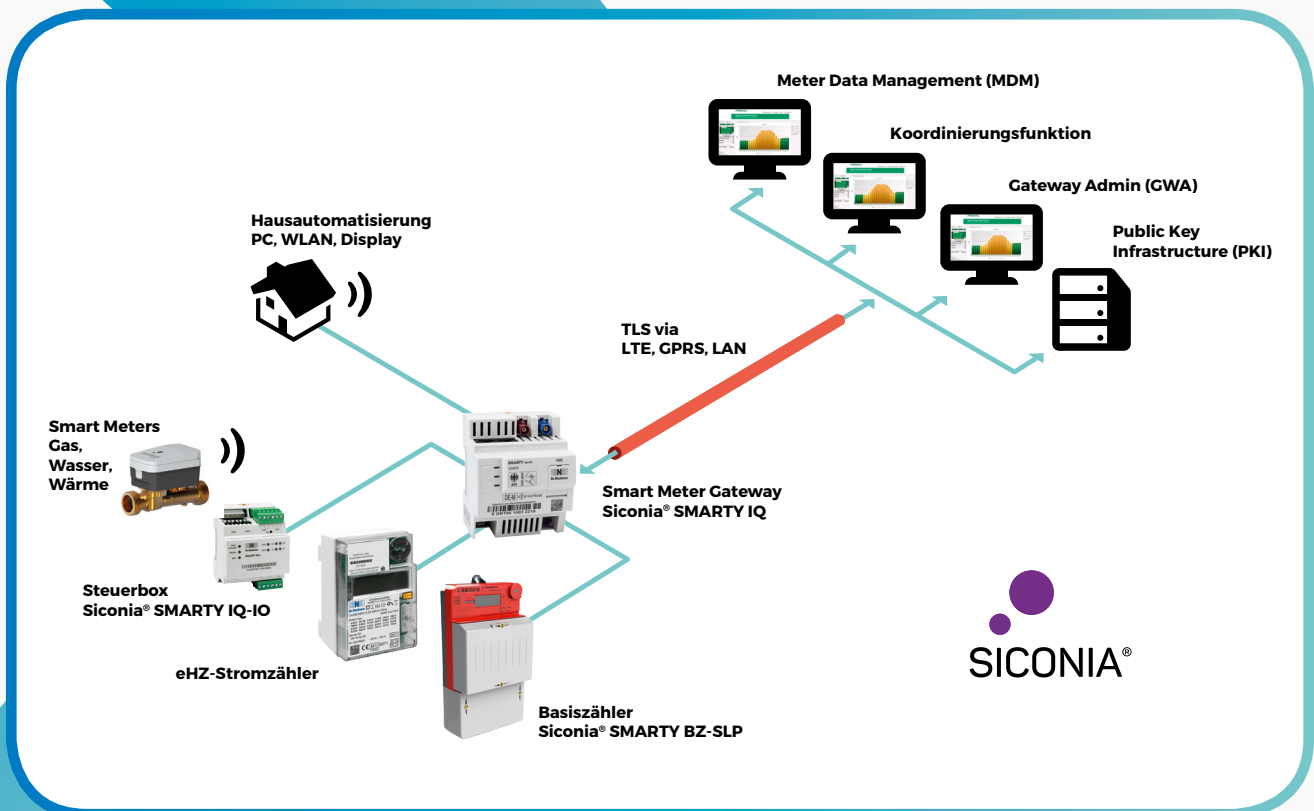 Meter Data Management (MDM)
Koordinierungsfunktion
Gateway Admin (GWA)
Public Key
Infrastructure (PKI)
Hausautomatisierung
PC, WLAN, Display
TLS via
LTE, GPRS, LAN
Smart Meters
Gas,
Wasser,
Wärme
Smart Meter Gateway
Siconia® SMARTY IQ
Steuerbox
Siconia® SMARTY IQ-IO
eHZ-Stromzähler
Basiszähler
Siconia® SMARTY BZ-SLP
SICONIA®
SMARTY
DE-M